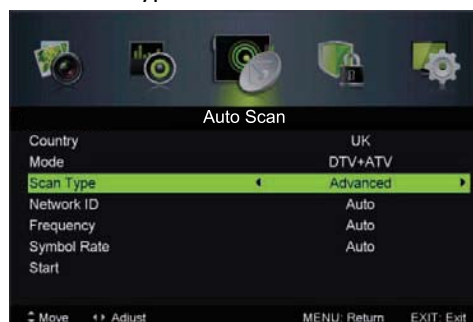 Auto Scan
Country UK
Mode DTV+ATV
Scan Type Advanced
Network ID Auto
Frequency Auto
Symbol Rate Auto
Start
Move Adjust MENU: Return EXIT: Exit